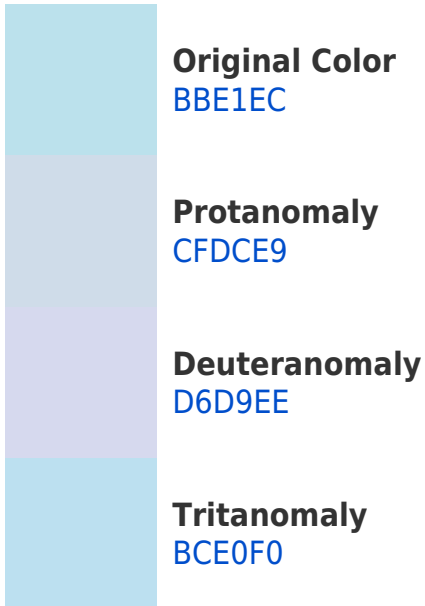 Original Color
BBE1EC
Protanomaly
CFDCE9
Deuteranomaly
D6D9EE
Tritanomaly
BCE0F0